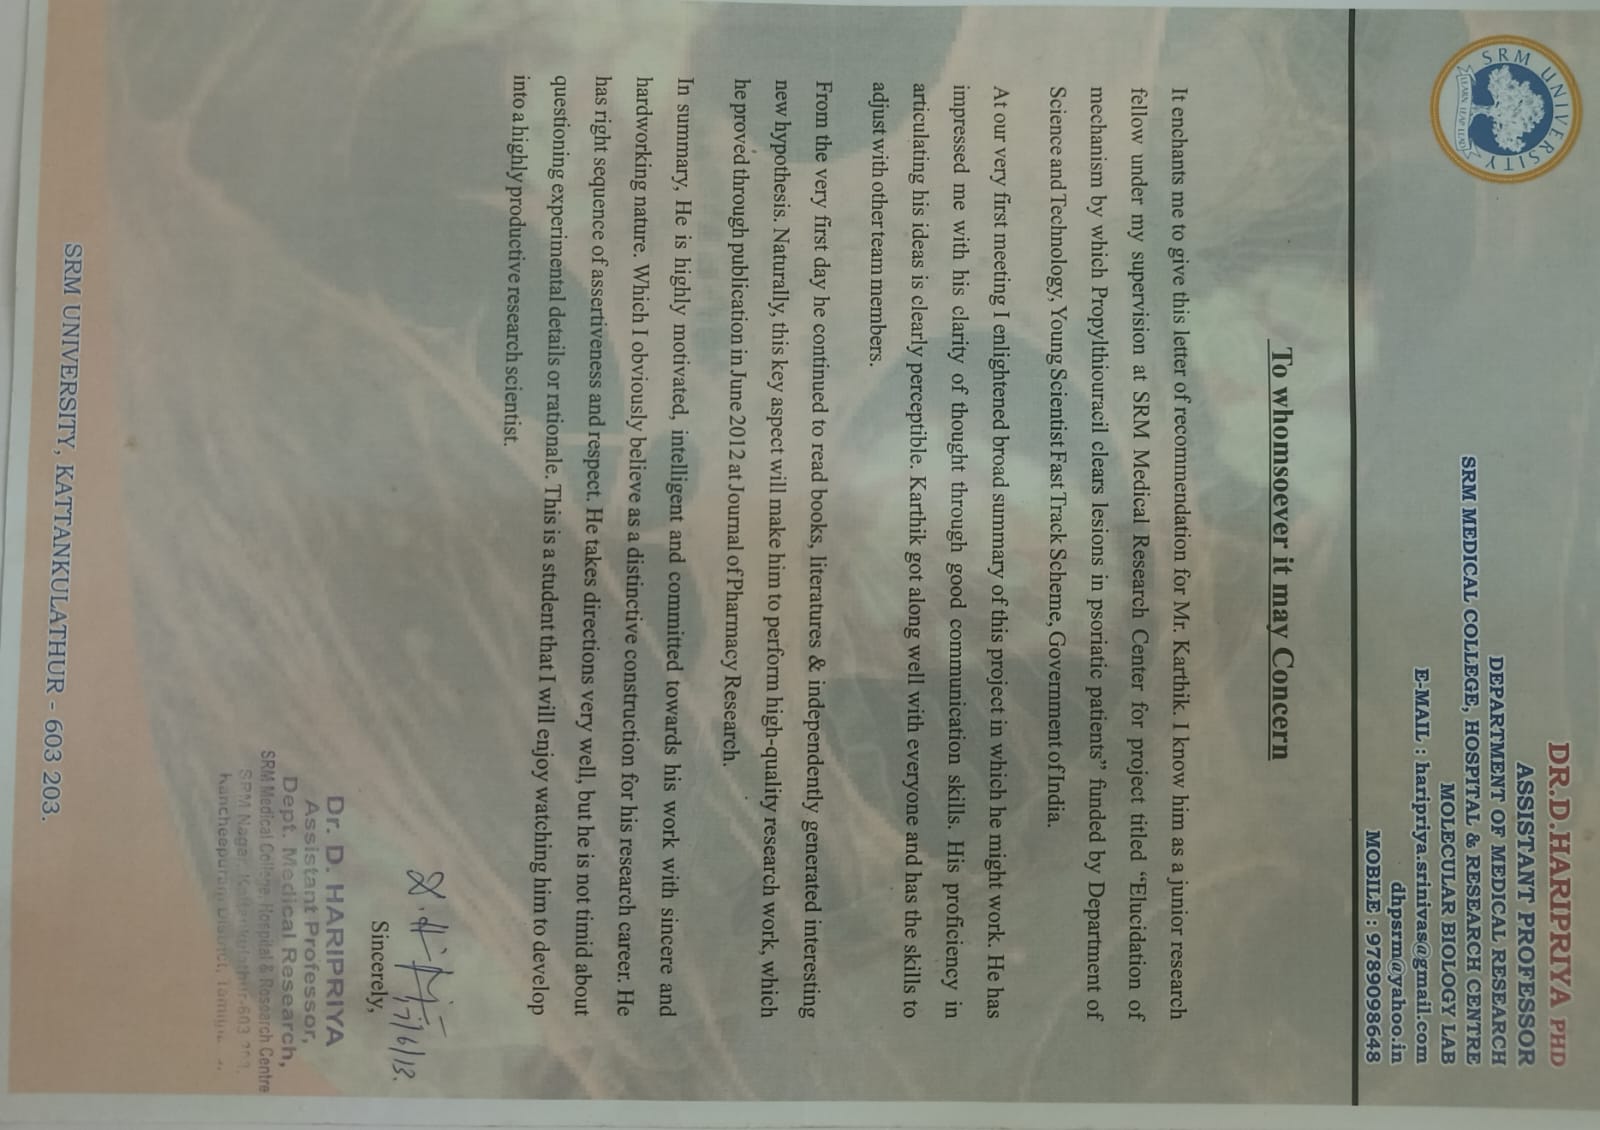 SRM UNIVERSITY
LEARN LEAP LEAD
DR.D.HARIPRIYA PHD
ASSISTANT PROFESSOR
DEPARTMENT OF MEDICAL RESEARCH
SRM MEDICAL COLLEGE, HOSPITAL & RESEARCH CENTRE
MOLECULAR BIOLOGY LAB
E-MAIL : haripriya.srinivas@gmail.com
dhpsrm@yahoo.in
MOBILE : 9789098648
To whomsoever it may Concern
It enchants me to give this letter of recommendation for Mr. Karthik. I know him as a junior research
fellow under my supervision at SRM Medical Research Center for project titled “Elucidation of
mechanism by which Propylthiouracil clears lesions in psoriatic patients” funded by Department of
Science and Technology, Young Scientist Fast Track Scheme, Government of India.
At our very first meeting I enlightened broad summary of this project in which he might work. He has
impressed me with his clarity of thought through good communication skills. His proficiency in
articulating his ideas is clearly perceptible. Karthik got along well with everyone and has the skills to
adjust with other team members.
From the very first day he continued to read books, literatures & independently generated interesting
new hypothesis. Naturally, this key aspect will make him to perform high-quality research work, which
he proved through publication in June 2012 at Journal of Pharmacy Research.
In summary, He is highly motivated, intelligent and committed towards his work with sincere and
hardworking nature. Which I obviously believe as a distinctive construction for his research career. He
has right sequence of assertiveness and respect. He takes directions very well, but he is not timid about
questioning experimental details or rationale. This is a student that I will enjoy watching him to develop
into a highly productive research scientist.
17/6/13.
Sincerely,
Dr. D. HARIPRIYA
Assistant Professor,
Dept. Medical Research,
SRM Medical College Hospital & Research Centre
SRM Nagar, Kattankulathur-603 203.
kancheepuram District,
SRM UNIVERSITY, KATTANKULATHUR - 603 203.